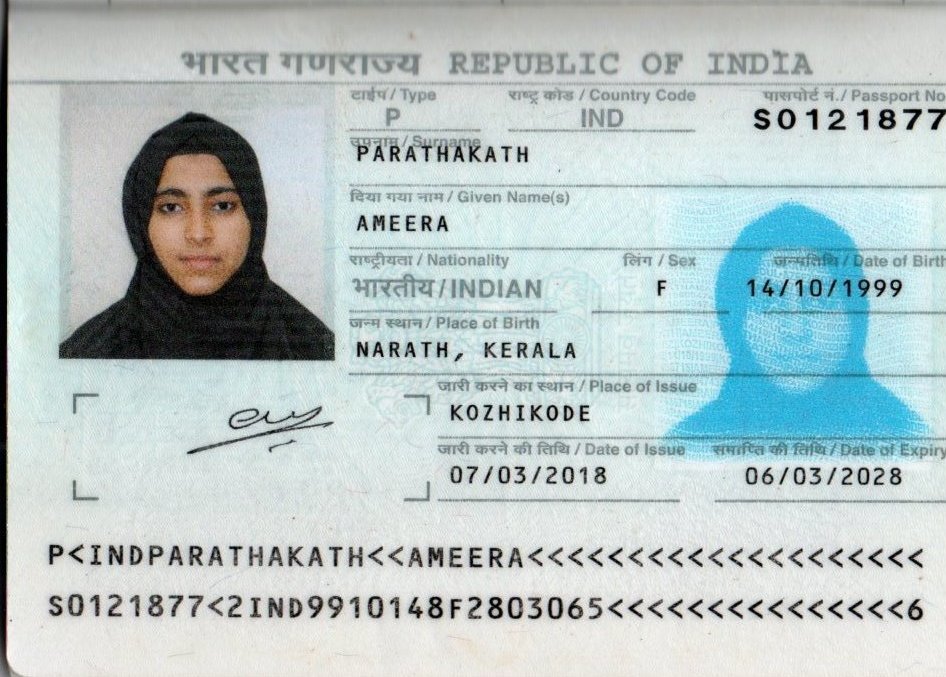 भारत गणराज्य REPUBLIC OF INDIA
टाईप / Type राष्ट्र कोड / Country Code पासपोर्ट नं. / Passport No
P IND S0121877
उपनाम / Surname
PARATHAKATH
दिया गया नाम / Given Name(s)
AMEERA
राष्ट्रीयता / Nationality लिंग / Sex जन्मतिथि / Date of Birth
भारतीय / INDIAN F 14/10/1999
जन्म स्थान / Place of Birth
NARATH, KERALA
जारी करने का स्थान / Place of Issue
KOZHIKODE
जारी करने की तिथि / Date of Issue समाप्ति की तिथि / Date of Expiry
07/03/2018 06/03/2028
P<INDPARATHAKATH<<AMEERA<<<<<<<<<<<<<<<<<<<<
S0121877<2IND9910148F2803065<<<<<<<<<<<<<<<6